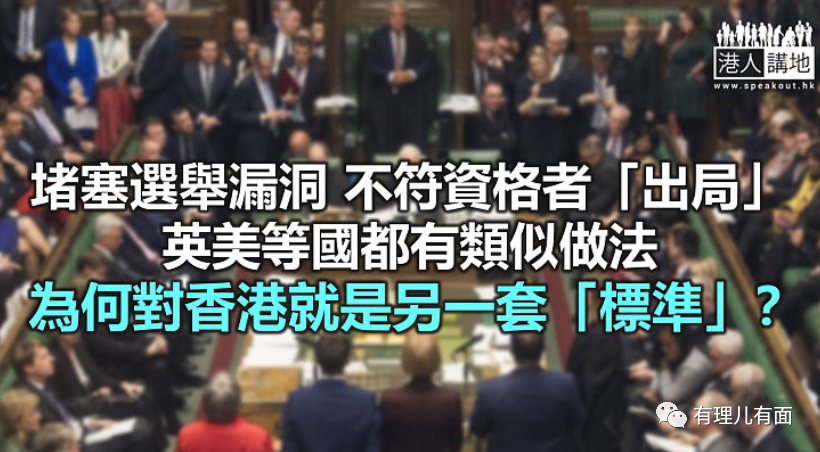 港人講地
www.speakout.hk
堵塞選舉漏洞 不符資格者「出局」
英美等國都有類似做法
為何對香港就是另一套「標準」?
有理儿有面